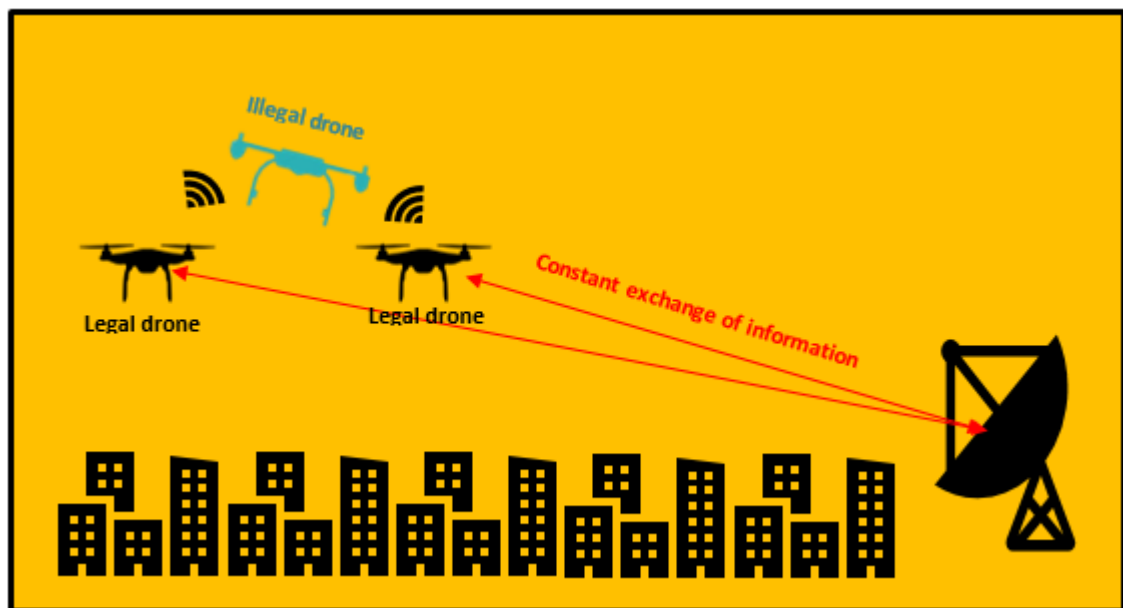 Illegal drone
Legal drone
Legal drone
Constant exchange of information